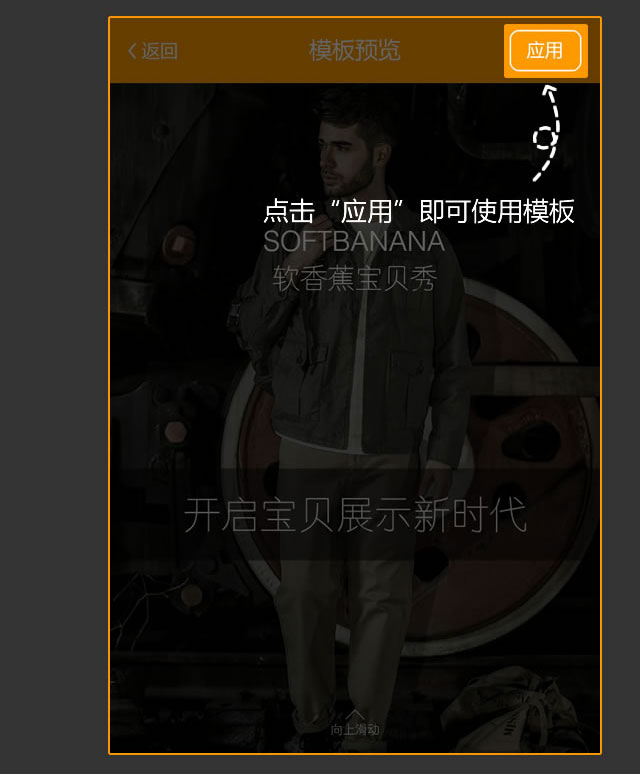 返回
模板预览
应用
点击“应用”即可使用模板
SOFTBANANA
软香蕉宝贝秀
开启宝贝展示新时代
向上滑动